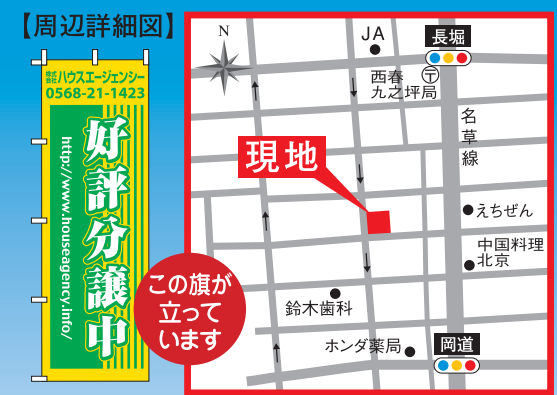 【周辺詳細図】
株式会社 ハウスエージェンシー
0568-21-1423
好評分譲中
http://www.houseagency.info/
この旗が
立って
います
N
JA
長堀
西春
九之坪局
名草線
現地
えちぜん
中国料理
北京
鈴木歯科
ホンダ薬局
岡道